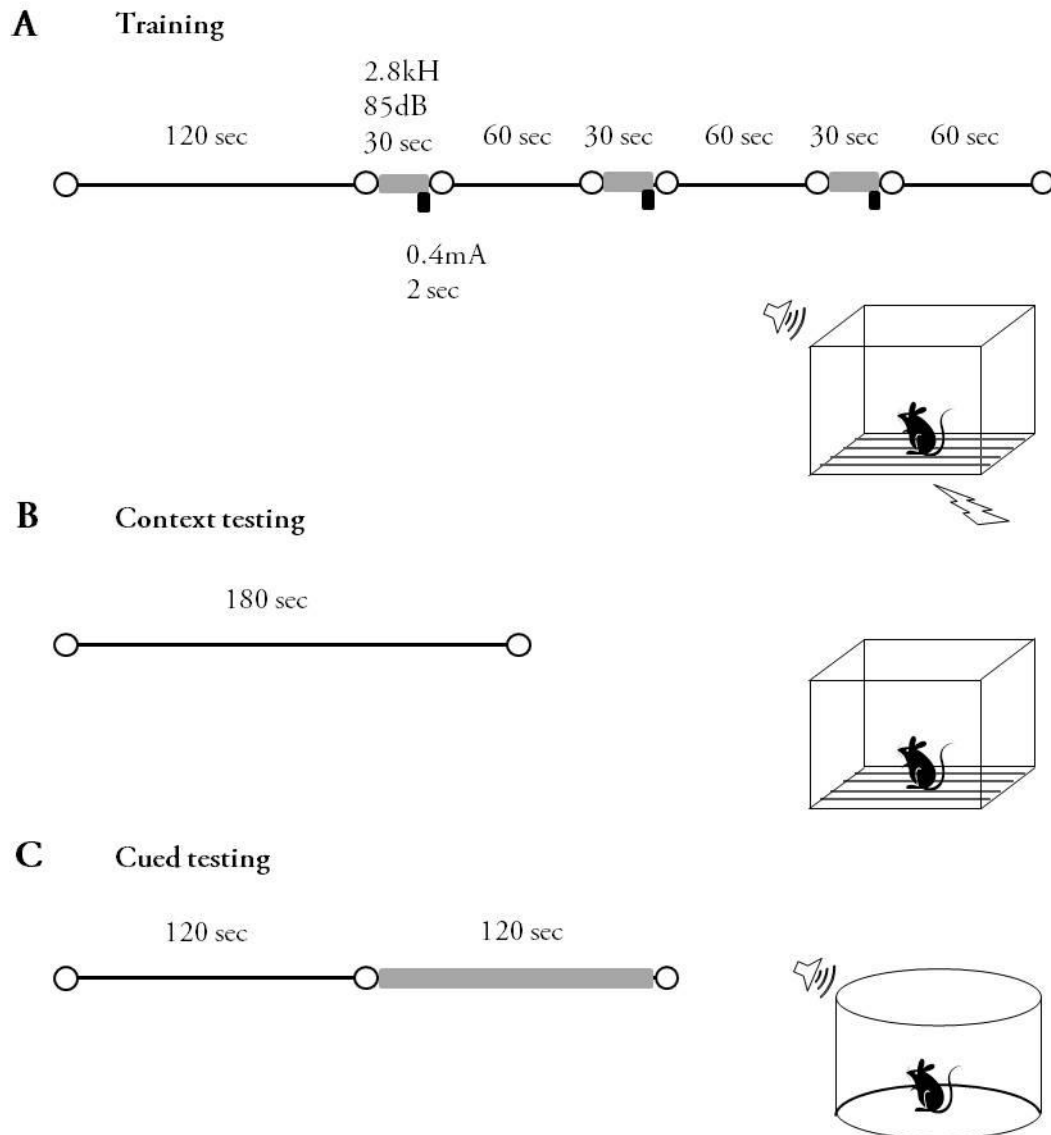 A Training
2.8kH
85dB
120 sec 30 sec 60 sec 30 sec 60 sec 30 sec 60 sec
0.4mA
2 sec
B Context testing
180 sec
C Cued testing
120 sec 120 sec